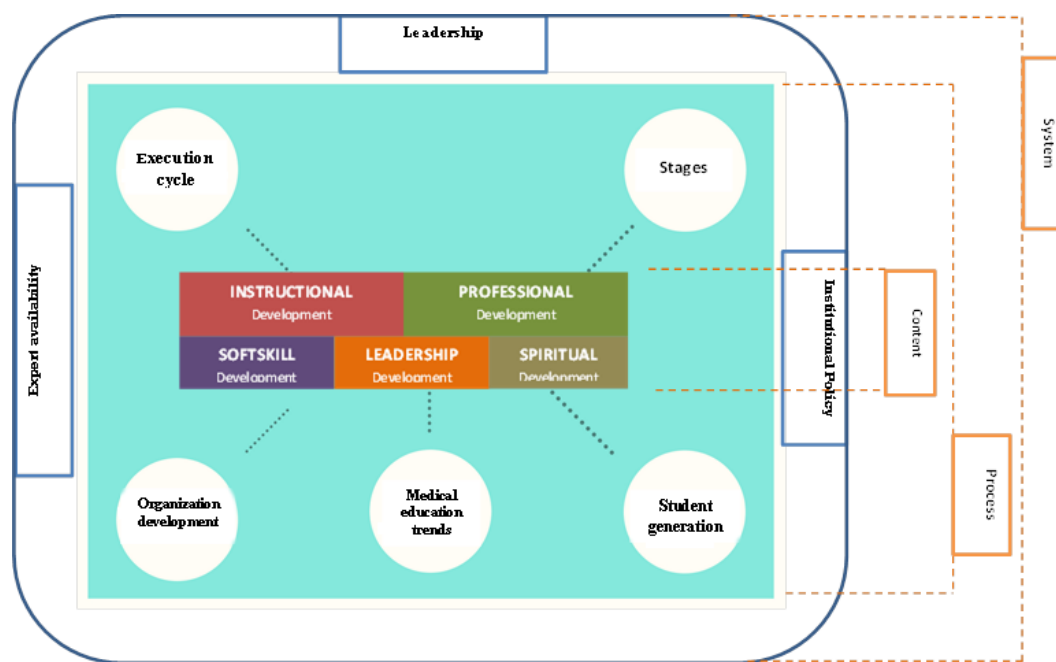 Leadership
System
Execution
cycle
Stages
Expert availability
INSTRUCTIONAL
Development
PROFESSIONAL
Development
SOFTSKILL
Development
LEADERSHIP
Development
SPIRITUAL
Development
Institutional Policy
Content
Organization
development
Medical
education
trends
Student
generation
Process